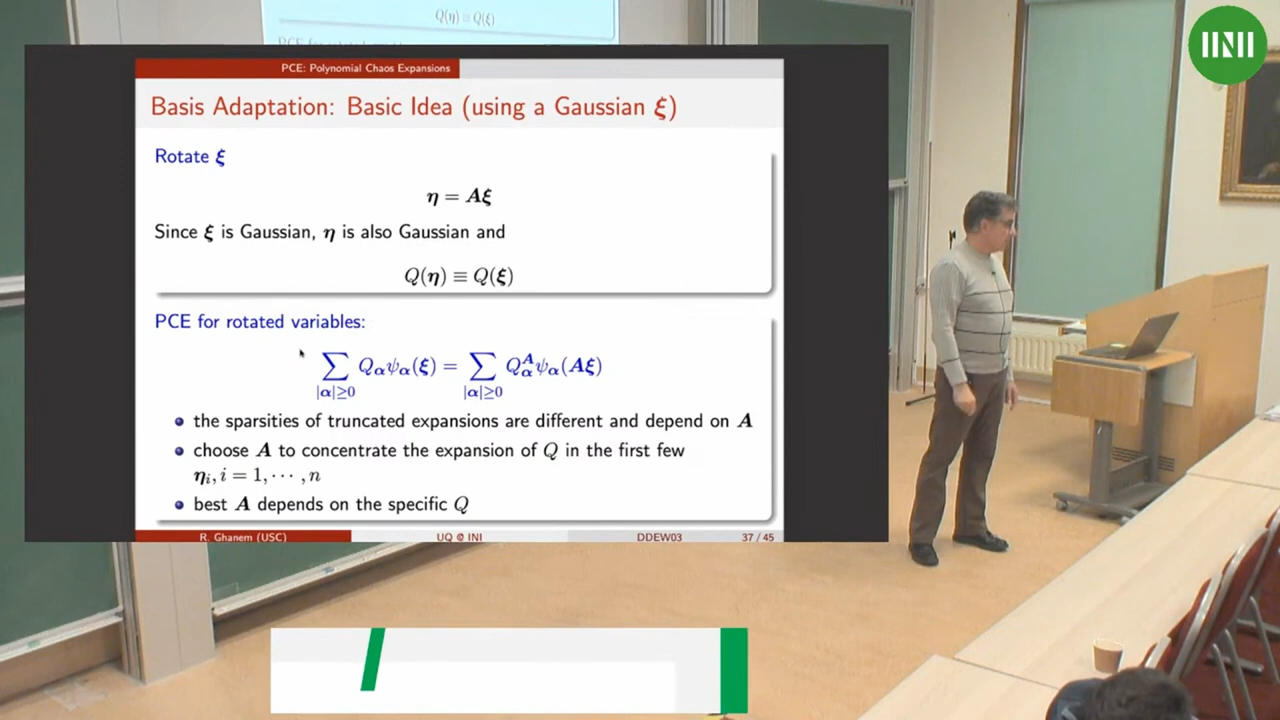 Q(η) ≡ Q(ξ)
PCE: Polynomial Chaos Expansions
Basis Adaptation: Basic Idea (using a Gaussian ξ)
Rotate ξ
η = Aξ
Since ξ is Gaussian, η is also Gaussian and
Q(η) ≡ Q(ξ)
PCE for rotated variables:
∑_{|α|≥0} Q_α ψ_α(ξ) = ∑_{|α|≥0} Q_α^A ψ_α(Aξ)
• the sparsities of truncated expansions are different and depend on A
• choose A to concentrate the expansion of Q in the first few
η_i, i = 1, ⋯ , n
• best A depends on the specific Q
R. Ghanem (USC) UQ @ INI DDEW03 37 / 45